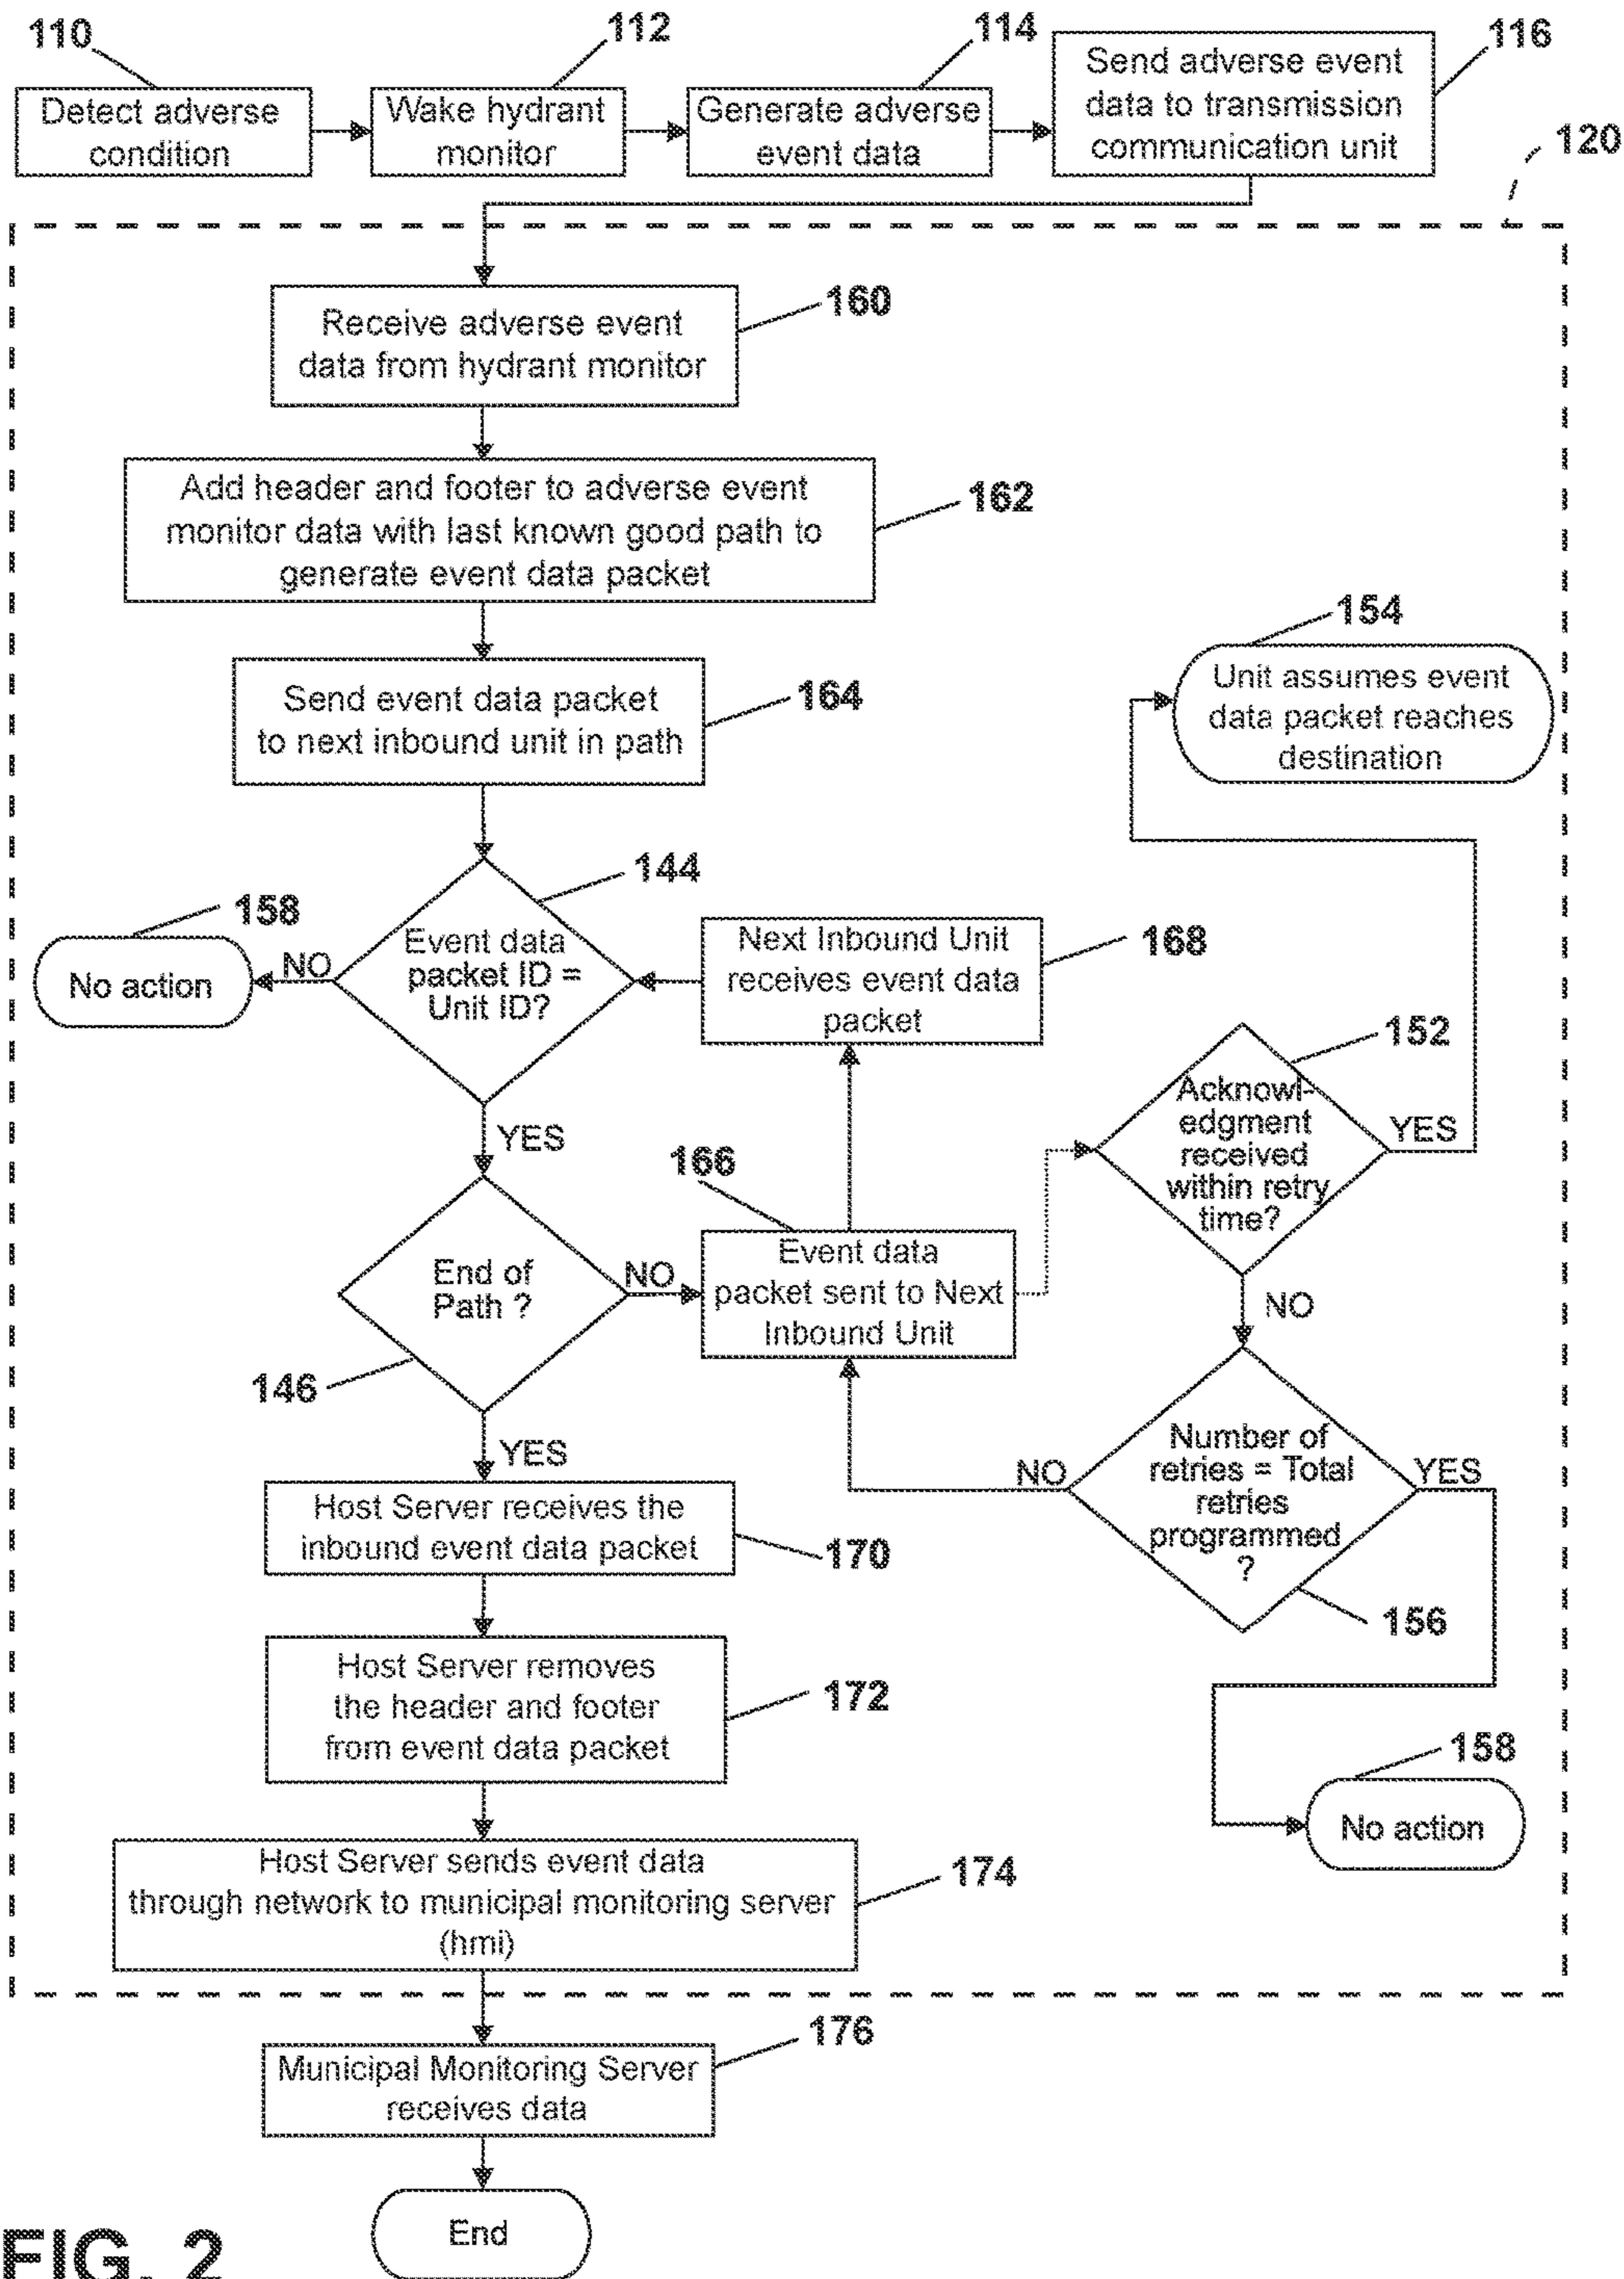 110
112
114
116
Detect adverse
condition
Wake hydrant
monitor
Generate adverse
event data
Send adverse event
data to transmission
communication unit
120
160
Receive adverse event
data from hydrant monitor
162
Add header and footer to adverse event
monitor data with last known good path to
generate event data packet
164
Send event data packet
to next inbound unit in path
154
Unit assumes event
data packet reaches
destination
144
Event data
packet ID =
Unit ID?
NO
158
No action
168
Next Inbound Unit
receives event data
packet
152
Acknowl-
edgment
received
within retry
time?
YES
YES
166
Event data
packet sent to Next
Inbound Unit
End of
Path ?
NO
146
NO
YES
Number of
retries = Total
retries
programmed
?
NO
YES
156
Host Server receives the
inbound event data packet
170
Host Server removes
the header and footer
from event data packet
172
158
No action
Host Server sends event data
through network to municipal monitoring server
(hmi)
174
176
Municipal Monitoring Server
receives data
End
FIG. 2